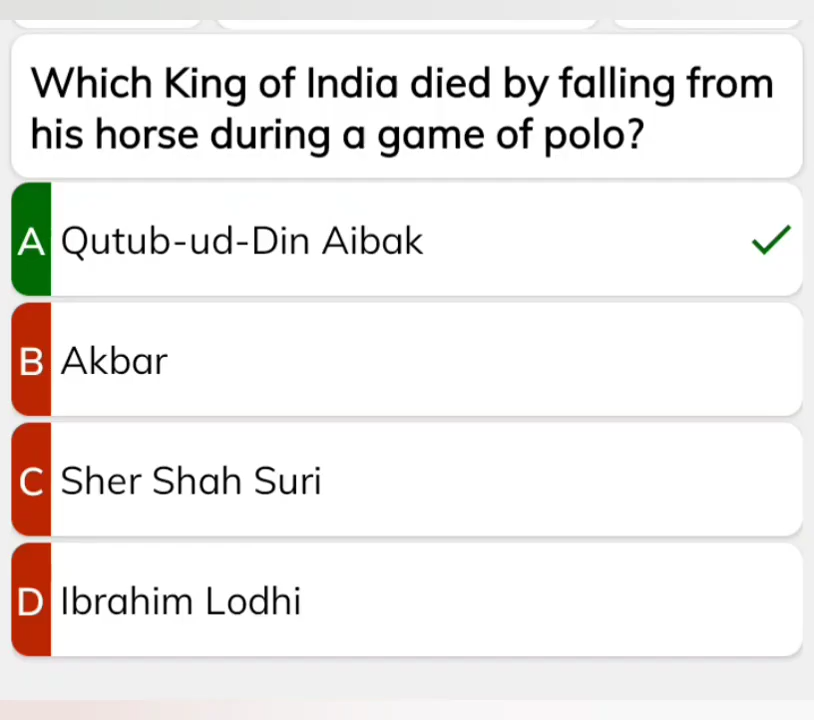 Which King of India died by falling from
his horse during a game of polo?
A Qutub-ud-Din Aibak
B Akbar
C Sher Shah Suri
D Ibrahim Lodhi